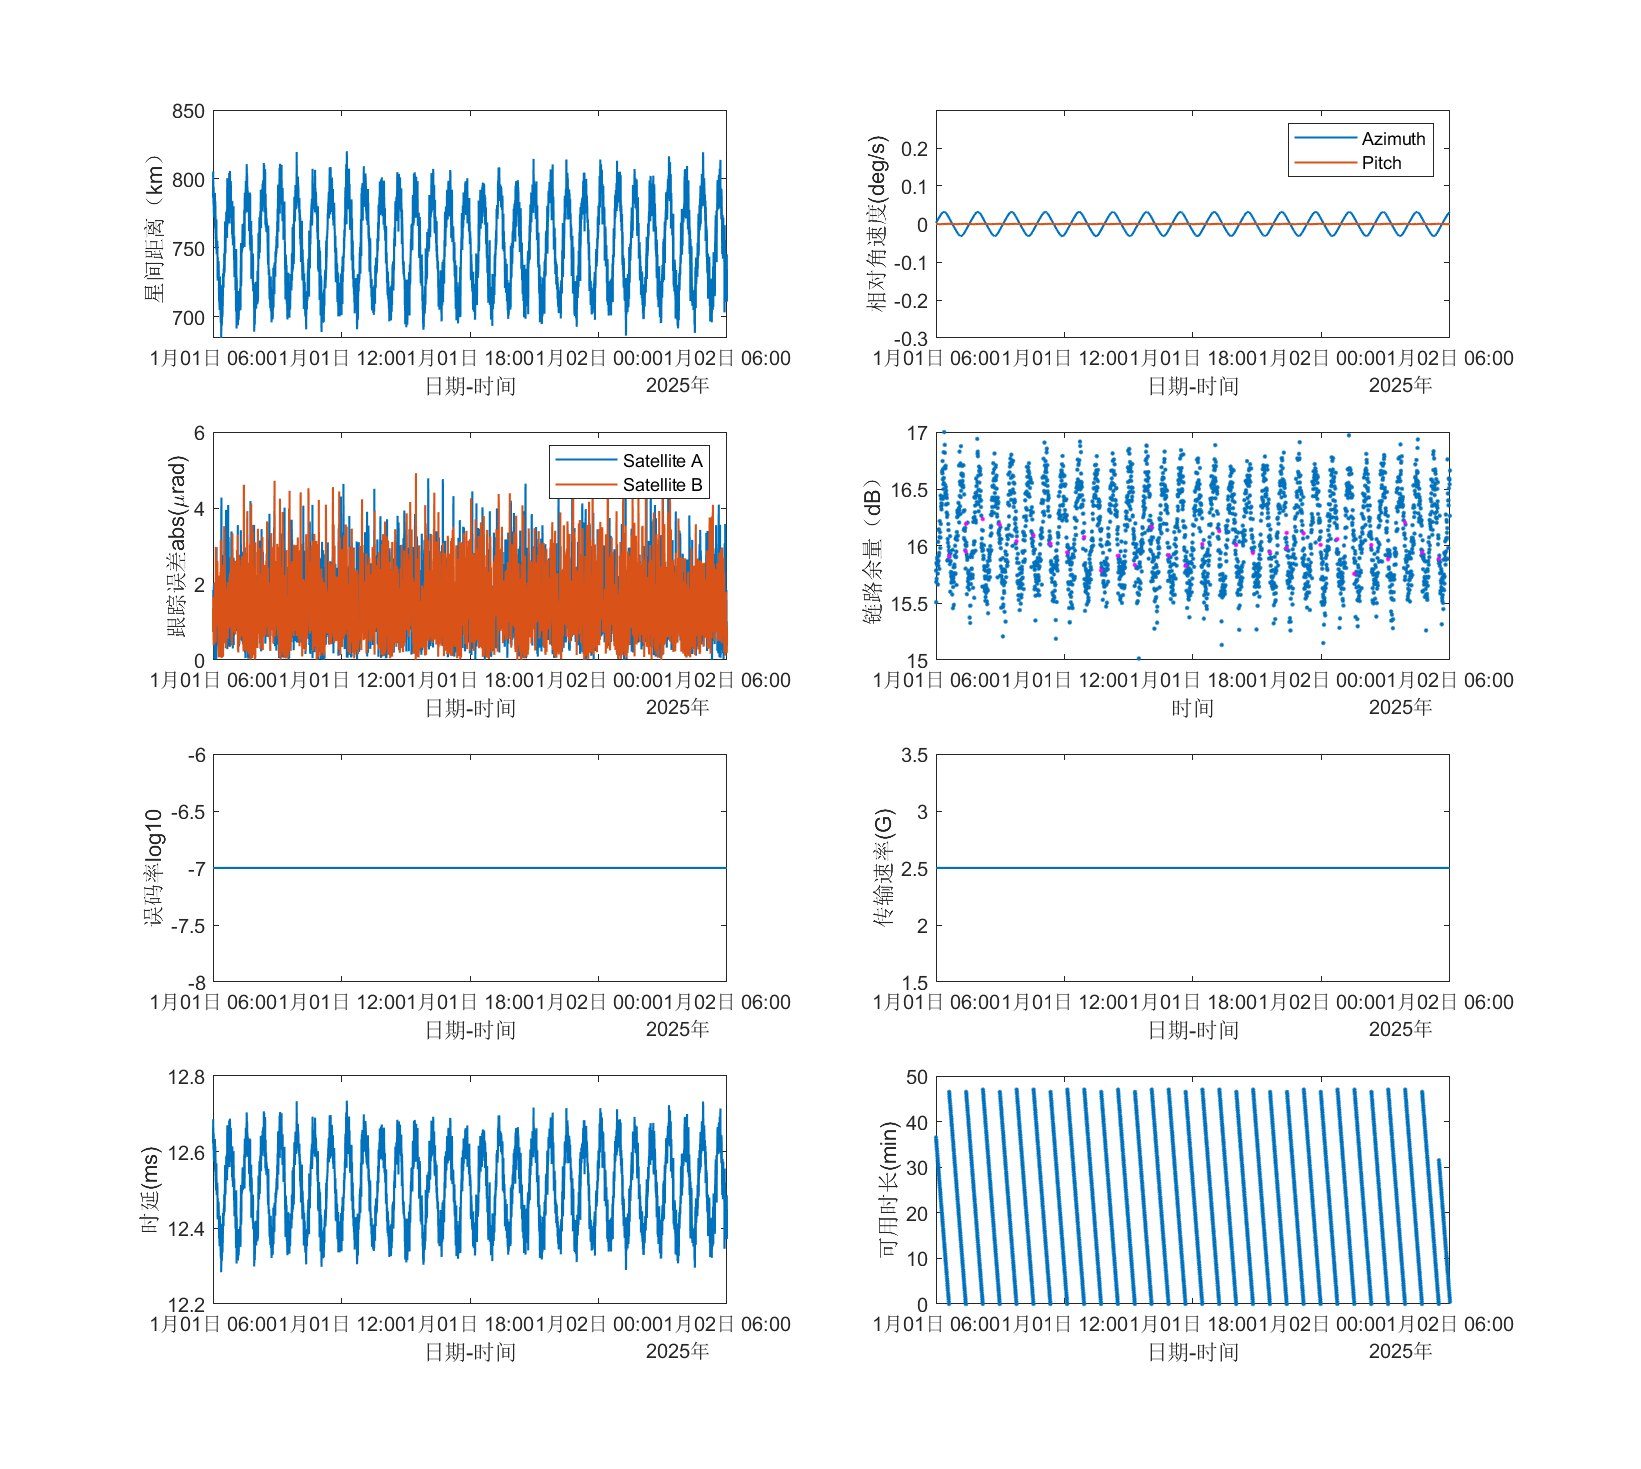 850
800
750
700
星间距离（km）
1月01日 06:00 1月01日 12:00 1月01日 18:00 1月02日 00:00 1月02日 06:00
日期-时间
2025年
0.2
0.1
0
-0.1
-0.2
-0.3
相对角速度(deg/s)
Azimuth
Pitch
1月01日 06:00 1月01日 12:00 1月01日 18:00 1月02日 00:00 1月02日 06:00
日期-时间
2025年
6
4
2
0
跟踪误差abs(μrad)
Satellite A
Satellite B
1月01日 06:00 1月01日 12:00 1月01日 18:00 1月02日 00:00 1月02日 06:00
日期-时间
2025年
17
16.5
16
15.5
15
链路余量（dB）
1月01日 06:00 1月01日 12:00 1月01日 18:00 1月02日 00:00 1月02日 06:00
时间
2025年
-6
-6.5
-7
-7.5
-8
误码率log10
1月01日 06:00 1月01日 12:00 1月01日 18:00 1月02日 00:00 1月02日 06:00
日期-时间
2025年
3.5
3
2.5
2
1.5
传输速率(G)
1月01日 06:00 1月01日 12:00 1月01日 18:00 1月02日 00:00 1月02日 06:00
日期-时间
2025年
12.8
12.6
12.4
12.2
时延(ms)
1月01日 06:00 1月01日 12:00 1月01日 18:00 1月02日 00:00 1月02日 06:00
日期-时间
2025年
50
40
30
20
10
0
可用时长(min)
1月01日 06:00 1月01日 12:00 1月01日 18:00 1月02日 00:00 1月02日 06:00
日期-时间
2025年